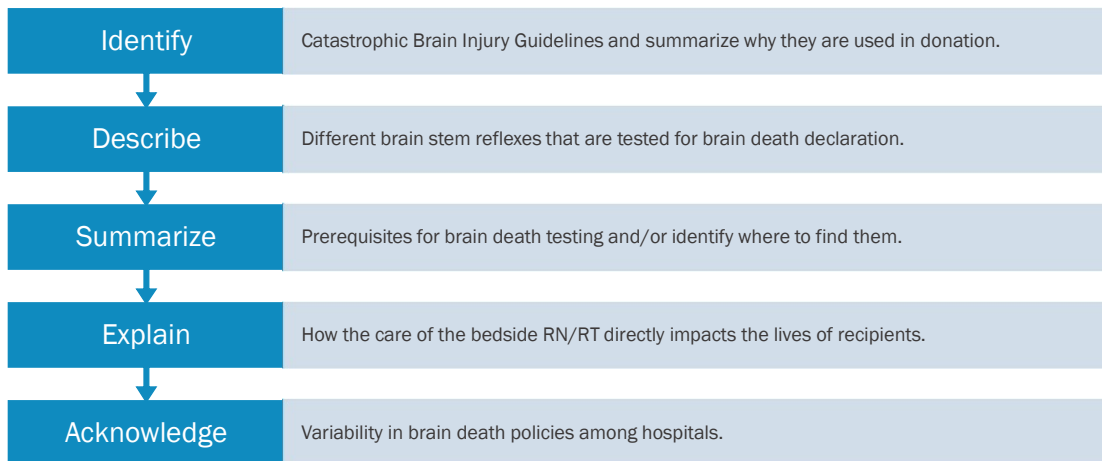 Identify
Catastrophic Brain Injury Guidelines and summarize why they are used in donation.
Describe
Different brain stem reflexes that are tested for brain death declaration.
Summarize
Prerequisites for brain death testing and/or identify where to find them.
Explain
How the care of the bedside RN/RT directly impacts the lives of recipients.
Acknowledge
Variability in brain death policies among hospitals.